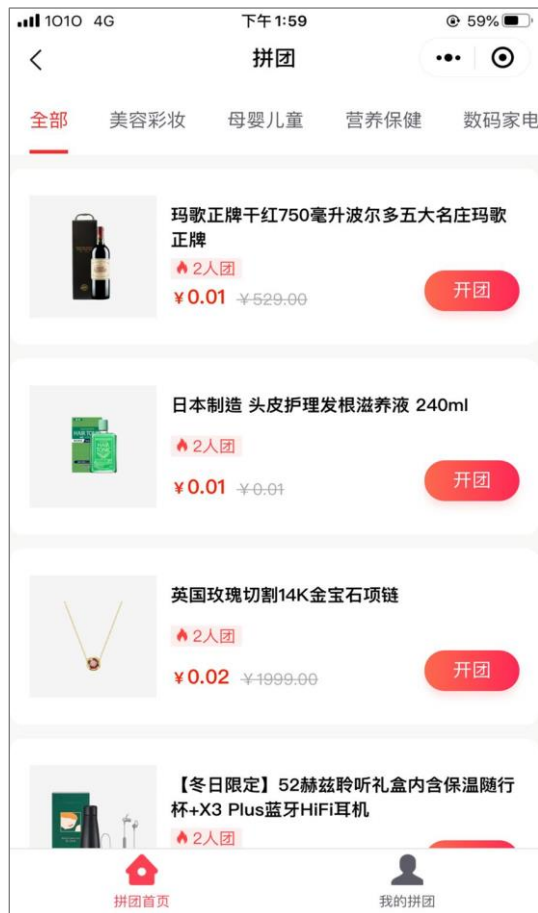 1010 4G
下午1:59
59%
拼团
全部 美容彩妆 母婴儿童 营养保健 数码家电
玛歌正牌干红750毫升波尔多五大名庄玛歌
正牌
2人团
¥0.01 ¥529.00
开团
日本制造 头皮护理发根滋养液 240ml
2人团
¥0.01 ¥0.01
开团
英国玫瑰切割14K金宝石项链
2人团
¥0.02 ¥1999.00
开团
【冬日限定】52赫兹聆听礼盒内含保温随行
杯+X3 Plus蓝牙HiFi耳机
2人团
拼团首页
我的拼团